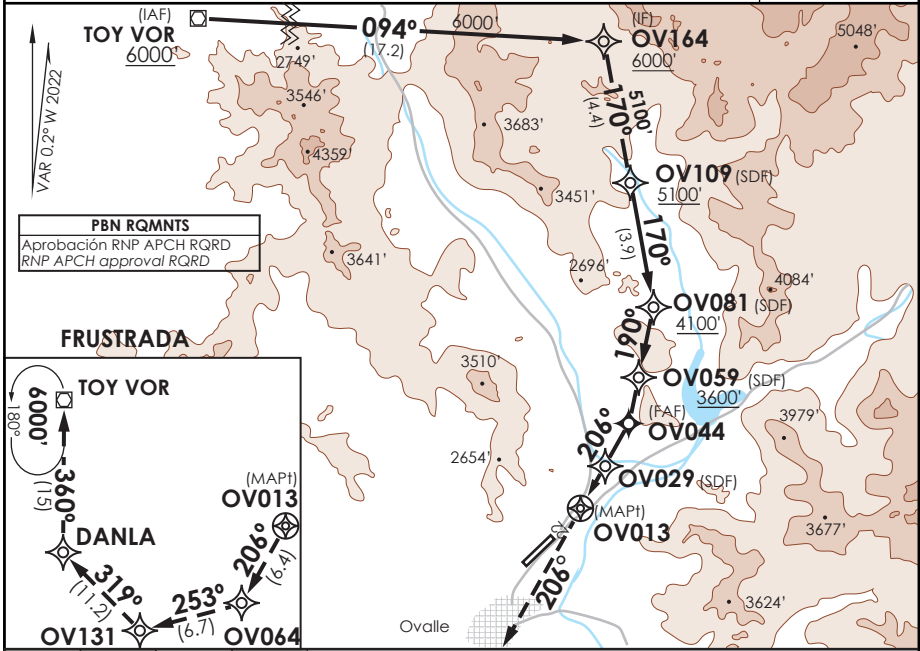 (IAF)
TOY VOR
6000'
094°
(17.2)
6000'
(IF)
OV164
6000'
5048'
2749'
3546'
4359'
3683'
3451'
3641'
2696'
4084'
VAR 0.2° W 2022
5100'
170°
(4.4)
OV109 (SDF)
5100'
170°
(3.9)
PBN RQMNTS
Aprobación RNP APCH RQRD
RNP APCH approval RQRD
OV081 (SDF)
4100'
190°
OV059 (SDF)
3600'
(FAF)
OV044
206°
OV029 (SDF)
(MAPt)
OV013
206°
3510'
2654'
3979'
3677'
3624'
Ovalle
FRUSTRADA
TOY VOR
6000'
180°
360°
(15)
DANLA
319°
(11.2)
OV131
253°
(6.7)
OV064
206°
(6.4)
(MAPt)
OV013